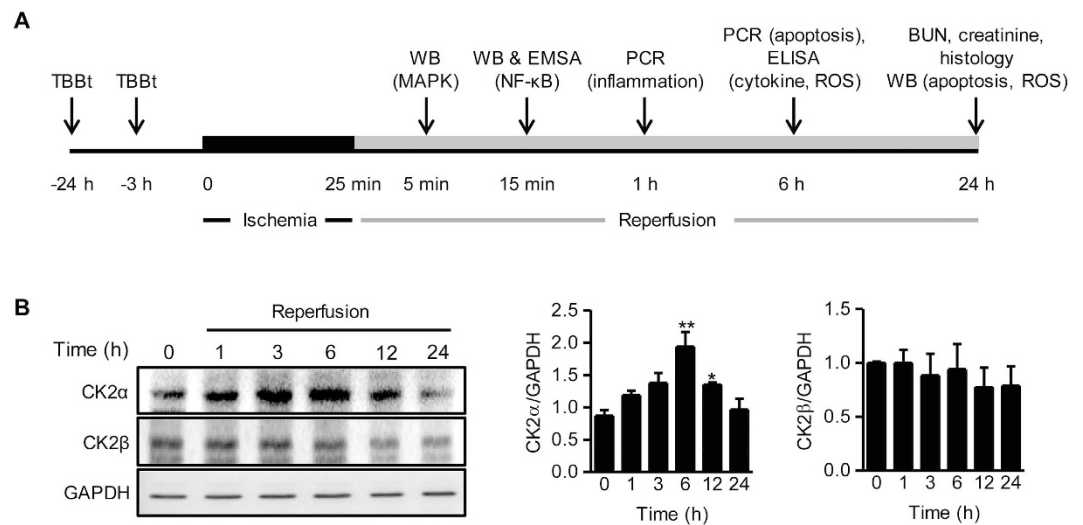 A
TBBt
TBBt
WB
(MAPK)
WB & EMSA
(NF-κB)
PCR
(inflammation)
PCR (apoptosis),
ELISA
(cytokine, ROS)
BUN, creatinine,
histology
WB (apoptosis, ROS)
-24 h
-3 h
0
25 min
5 min
15 min
1 h
6 h
24 h
Ischemia
Reperfusion
B
Reperfusion
Time (h)
0
1
3
6
12
24
CK2α
CK2β
GAPDH
CK2α/GAPDH
2.5
2.0
1.5
1.0
0.5
0.0
**
*
0 1 3 6 12 24
Time (h)
CK2β/GAPDH
1.5
1.0
0.5
0.0
0 1 3 6 12 24
Time (h)